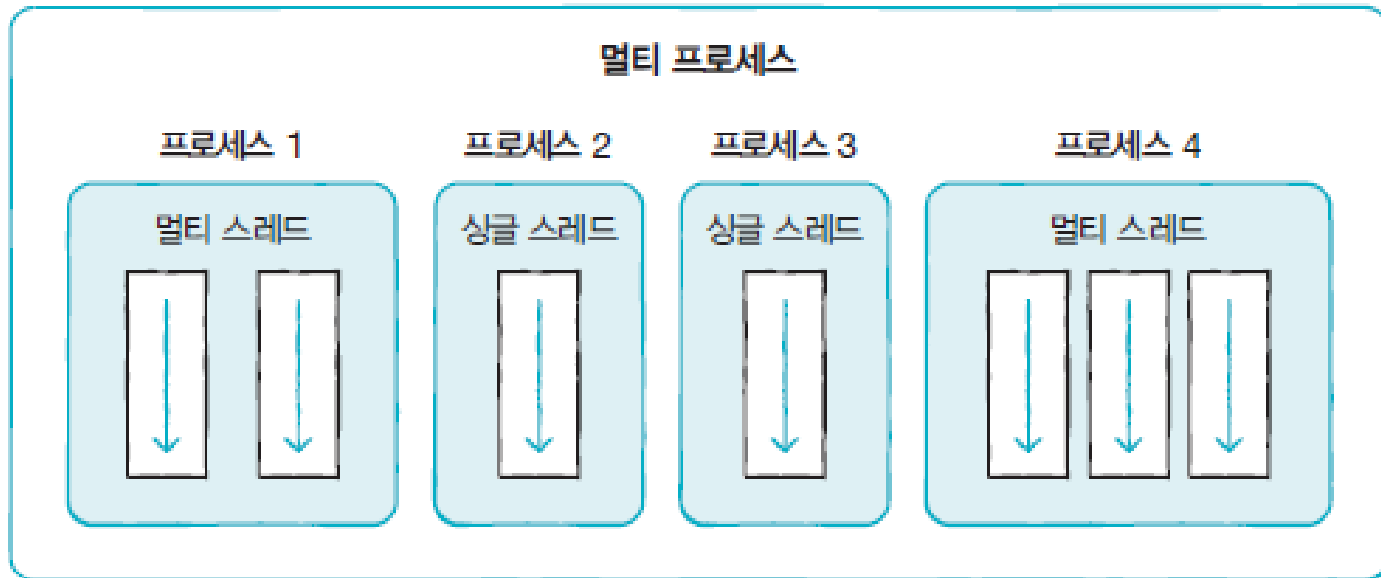 멀티 프로세스
프로세스 1 프로세스 2 프로세스 3 프로세스 4
멀티 스레드 싱글 스레드 싱글 스레드 멀티 스레드